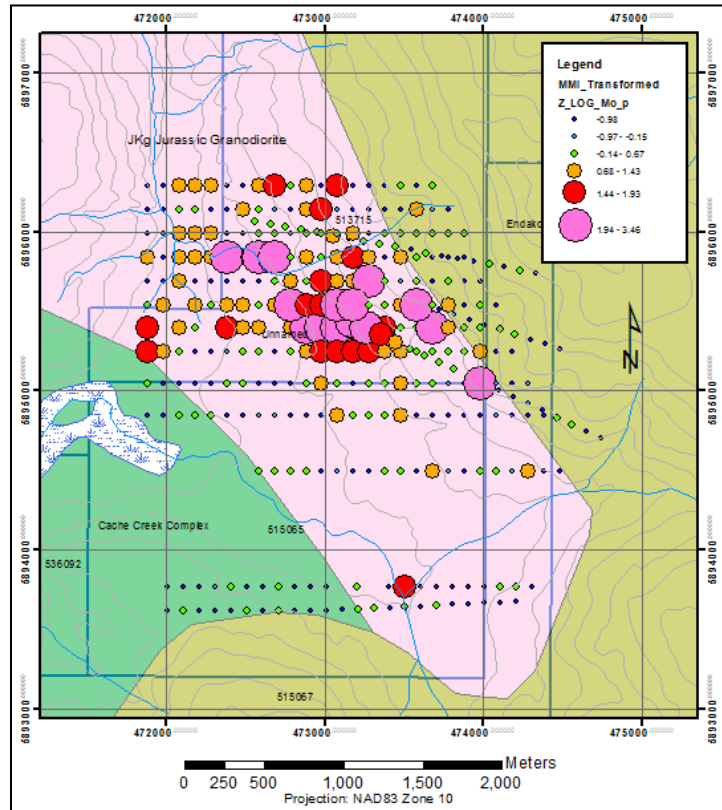 472000 473000 474000 475000
6897000
6896000
6895000
6894000
6893000
Legend
MMI_Transformed
Z_LOG_Mo_p
-0.98
-0.97 - -0.15
-0.14 - 0.67
0.68 - 1.43
1.44 - 1.93
1.94 - 3.46
JKg Jurassic Granodiorite
513715
Endako
Unnamed
N
Cache Creek Complex
515065
536092
515067
6897000
6896000
6895000
6894000
6893000
472000 473000 474000 475000
Meters
0 250 500 1,000 1,500 2,000
Projection: NAD83 Zone 10